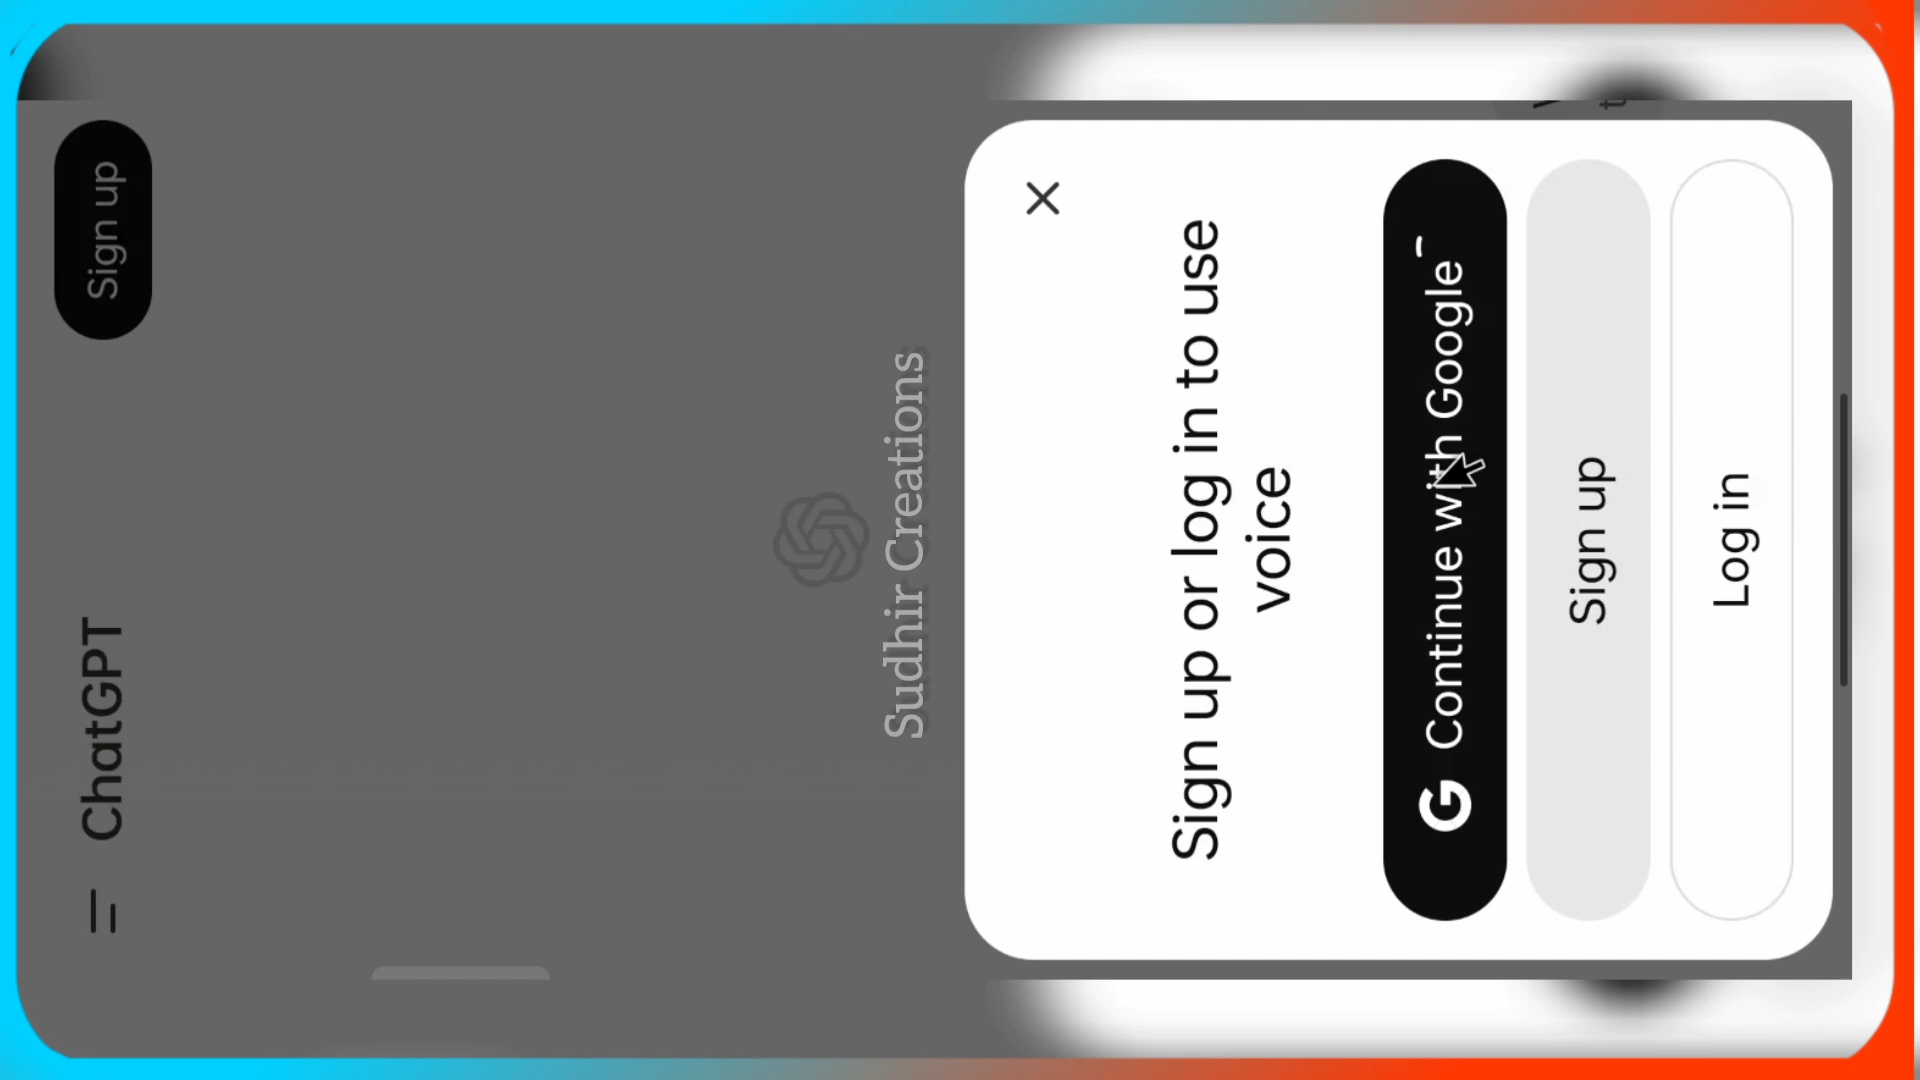 ChatGPT
Sign up
Sudhir Creations
Sign up or log in to use
voice
Continue with Google
Sign up
Log in